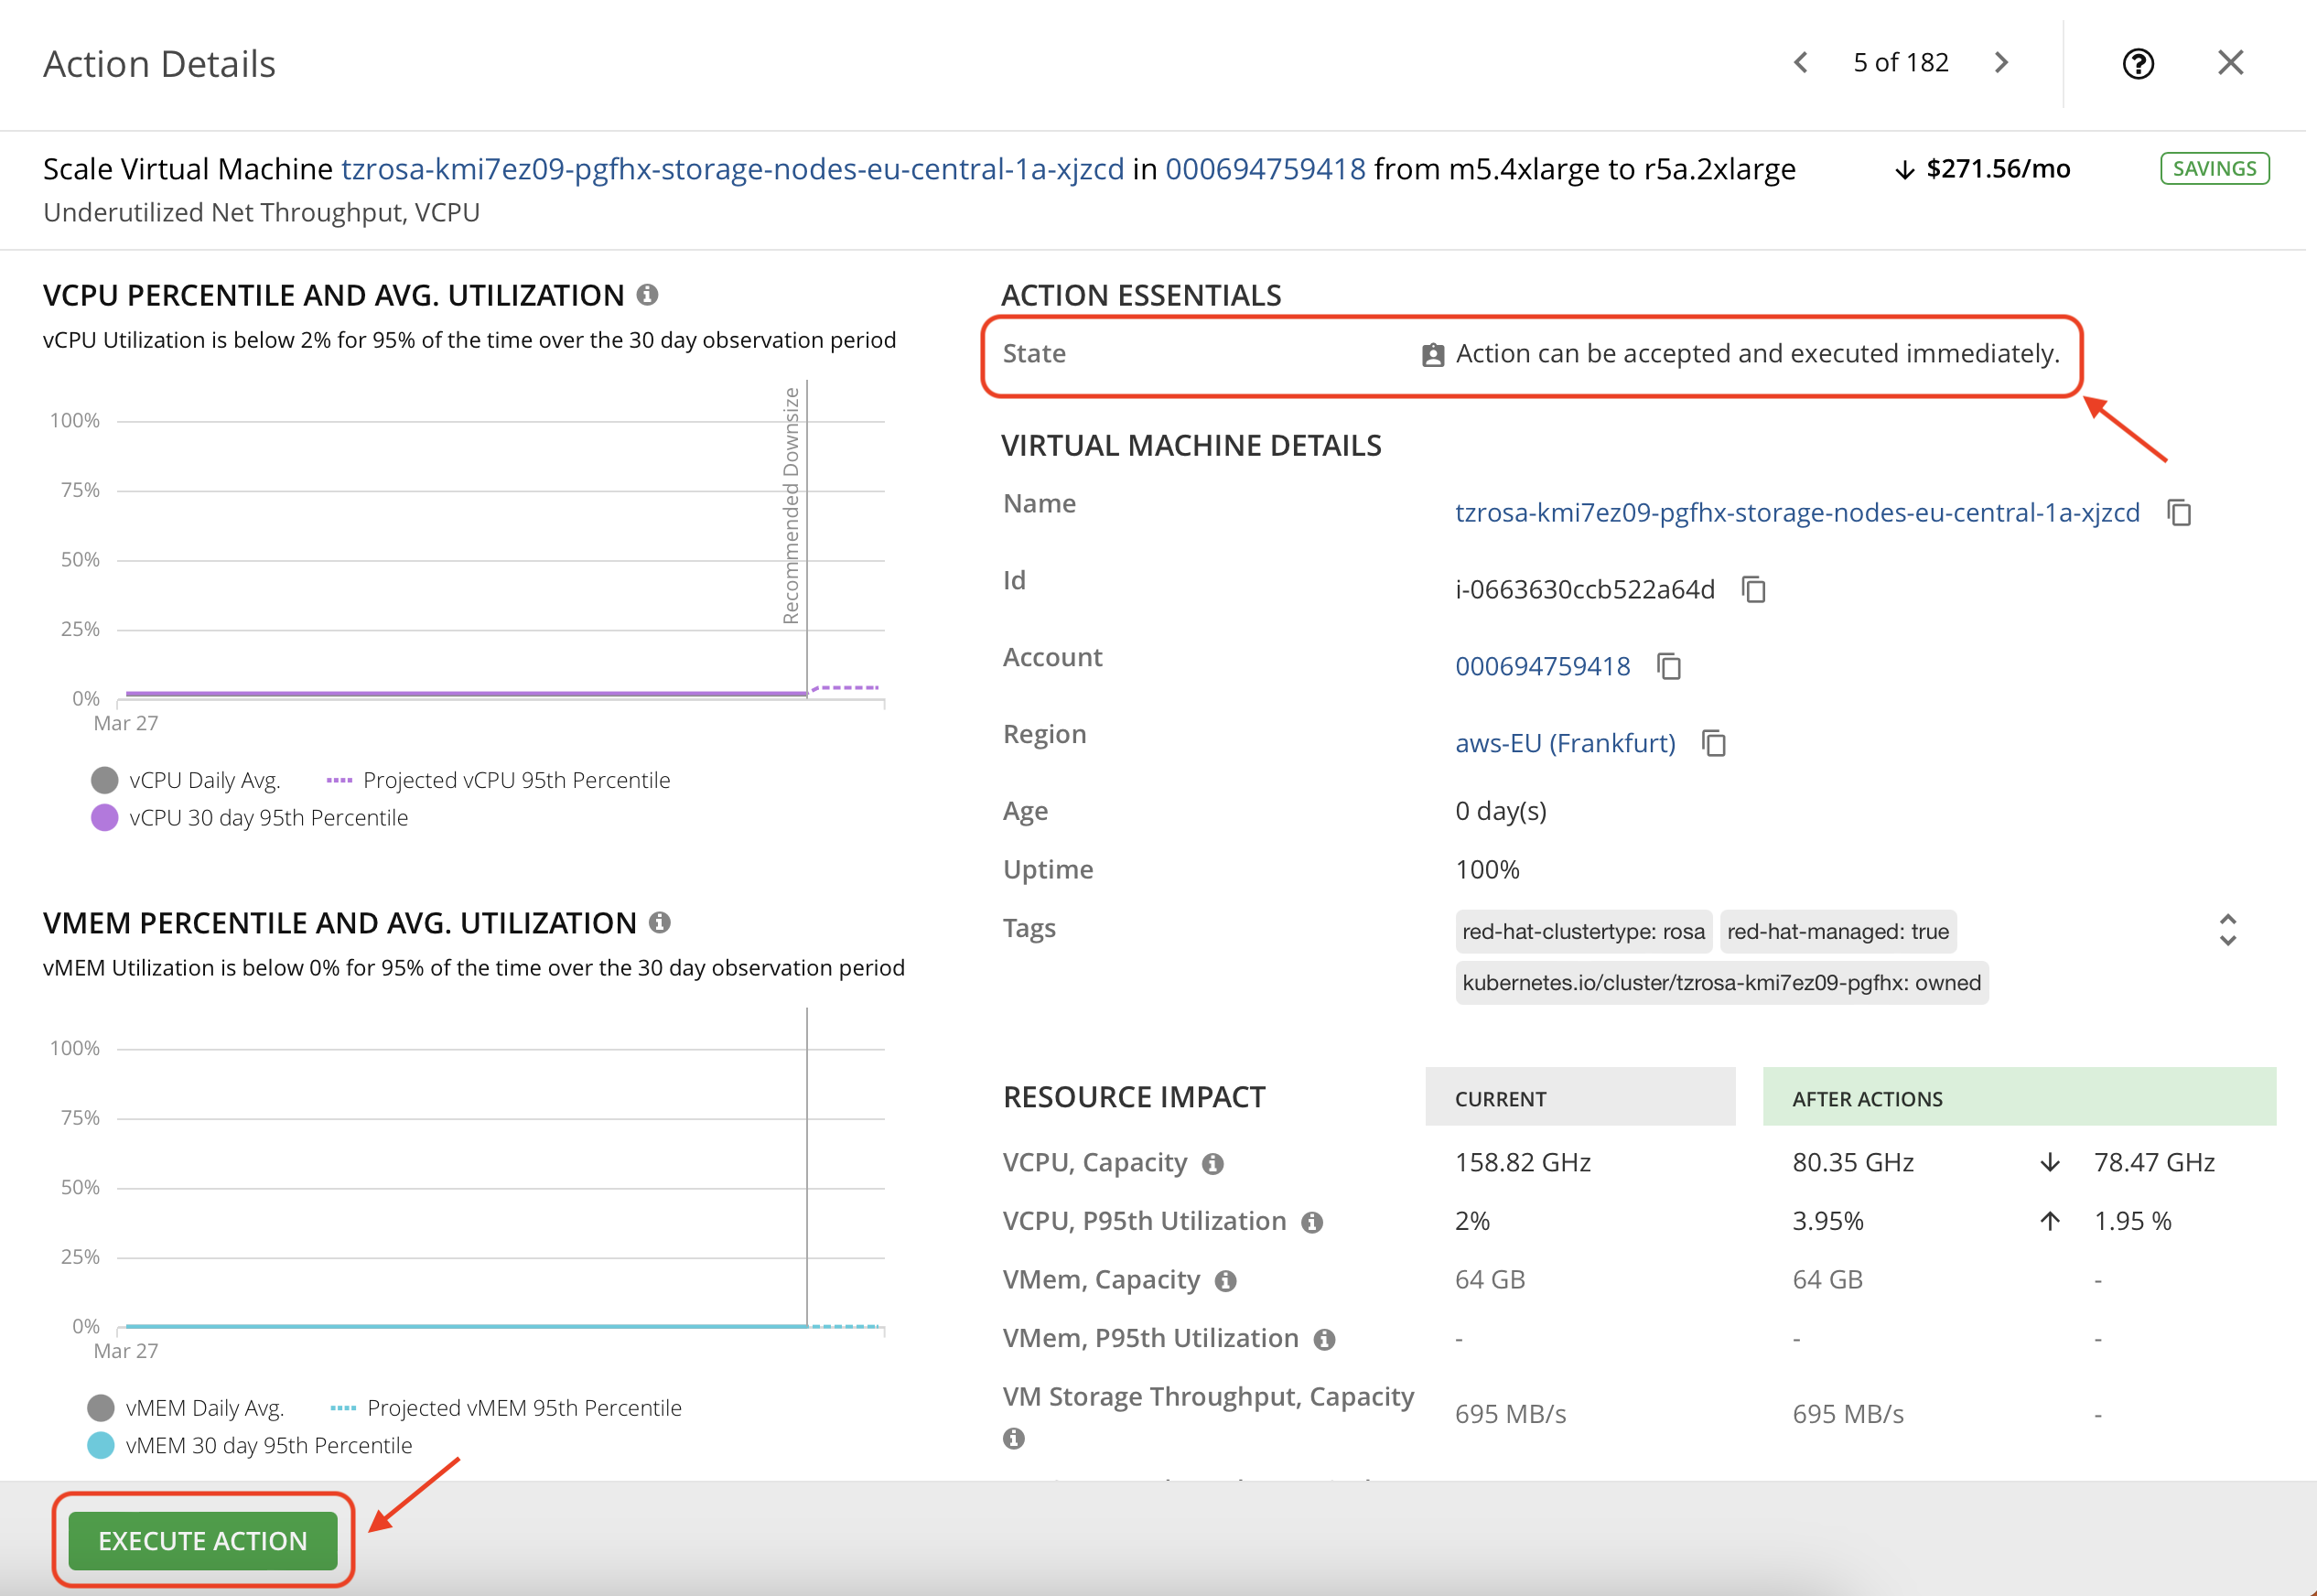 Action Details
5 of 182
Scale Virtual Machine tzrosa-kmi7ez09-pgfhx-storage-nodes-eu-central-1a-xjzcd in 000694759418 from m5.4xlarge to r5a.2xlarge
↓ $271.56/mo
SAVINGS
Underutilized Net Throughput, VCPU
VCPU PERCENTILE AND AVG. UTILIZATION
vCPU Utilization is below 2% for 95% of the time over the 30 day observation period
100%
75%
50%
25%
0%
Recommended Downsize
Mar 27
vCPU Daily Avg.
Projected vCPU 95th Percentile
vCPU 30 day 95th Percentile
VMEM PERCENTILE AND AVG. UTILIZATION
vMEM Utilization is below 0% for 95% of the time over the 30 day observation period
100%
75%
50%
25%
0%
Mar 27
vMEM Daily Avg.
Projected vMEM 95th Percentile
vMEM 30 day 95th Percentile
ACTION ESSENTIALS
State Action can be accepted and executed immediately.
VIRTUAL MACHINE DETAILS
Name tzrosa-kmi7ez09-pgfhx-storage-nodes-eu-central-1a-xjzcd
Id i-0663630ccb522a64d
Account 000694759418
Region aws-EU (Frankfurt)
Age 0 day(s)
Uptime 100%
Tags red-hat-clustertype: rosa red-hat-managed: true
kubernetes.io/cluster/tzrosa-kmi7ez09-pgfhx: owned
RESOURCE IMPACT CURRENT AFTER ACTIONS
VCPU, Capacity 158.82 GHz 80.35 GHz ↓ 78.47 GHz
VCPU, P95th Utilization 2% 3.95% ↑ 1.95 %
VMem, Capacity 64 GB 64 GB -
VMem, P95th Utilization - - -
VM Storage Throughput, Capacity 695 MB/s 695 MB/s -
EXECUTE ACTION